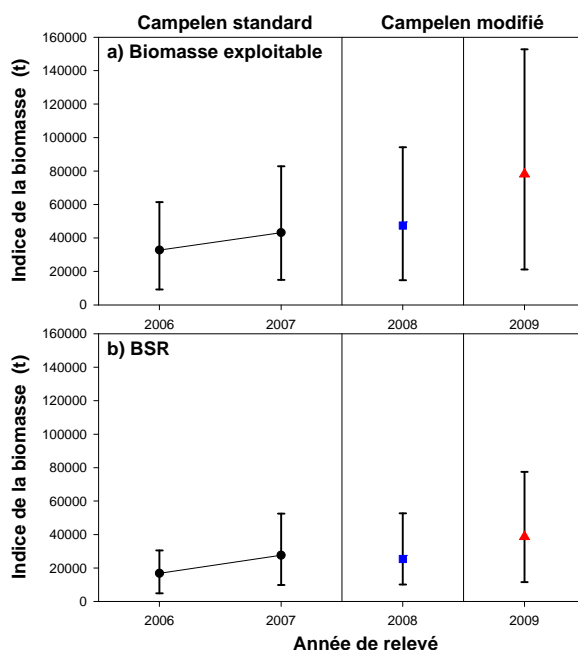 Campelen standard Campelen modifié
a) Biomasse exploitable
Indice de la biomasse (t)
160000
140000
120000
100000
80000
60000
40000
20000
0
2006 2007 2008 2009
b) BSR
Indice de la biomasse (t)
160000
140000
120000
100000
80000
60000
40000
20000
0
2006 2007 2008 2009
Année de relevé